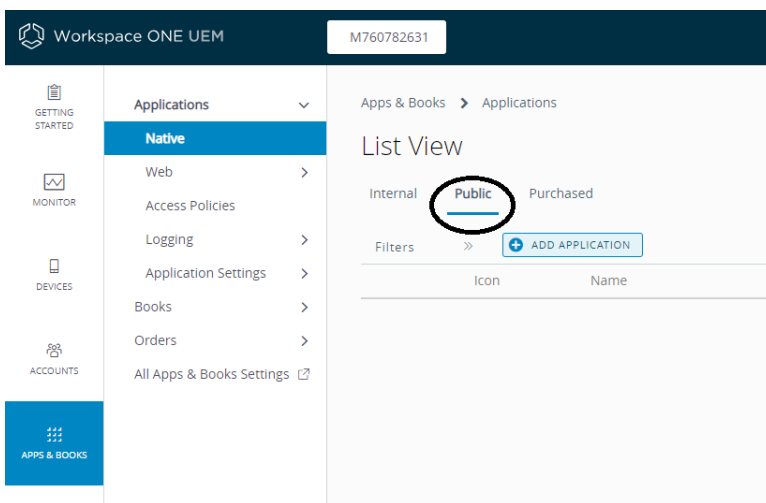 Workspace ONE UEM
M760782631
GETTING
STARTED
MONITOR
DEVICES
ACCOUNTS
APPS & BOOKS
Applications
Native
Web
Access Policies
Logging
Application Settings
Books
Orders
All Apps & Books Settings
Apps & Books > Applications
List View
Internal Public Purchased
Filters » ADD APPLICATION
Icon Name